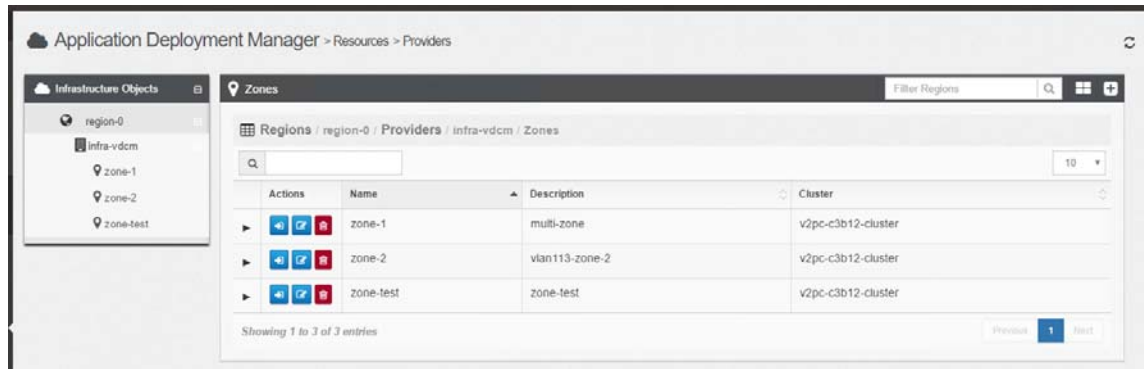 Application Deployment Manager > Resources > Providers
Infrastructure Objects
region-0
infra-vdcm
zone-1
zone-2
zone-test
Zones
Filter Regions
Regions / region-0 / Providers / infra-vdcm / Zones
10
Actions Name Description Cluster
zone-1 multi-zone v2pc-c3b12-cluster
zone-2 vlan113-zone-2 v2pc-c3b12-cluster
zone-test zone-test v2pc-c3b12-cluster
Showing 1 to 3 of 3 entries
Previous 1 Next